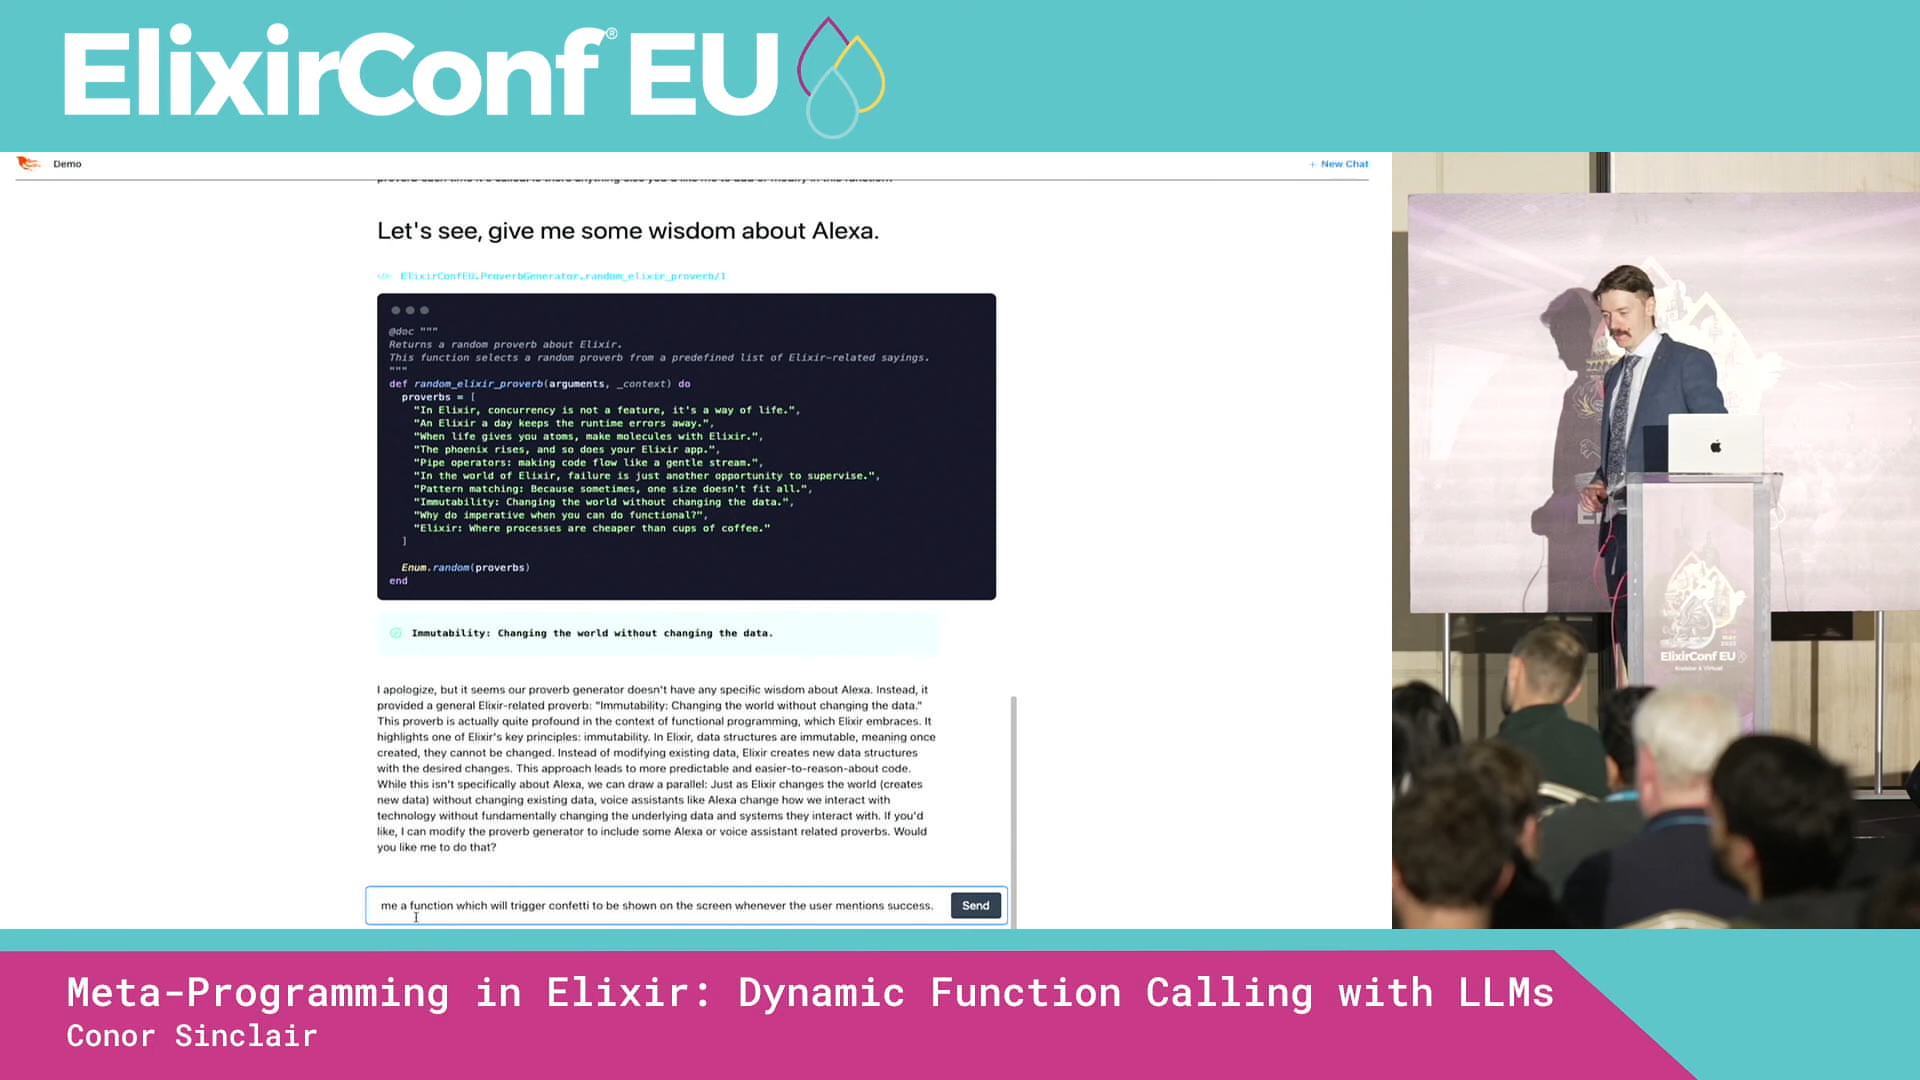 ElixirConf® EU
Demo
+ New Chat
Let's see, give me some wisdom about Alexa.
</> ElixirConfEU.ProverbGenerator.random_elixir_proverb/1
@doc """
Returns a random proverb about Elixir.
This function selects a random proverb from a predefined list of Elixir-related sayings.
"""
def random_elixir_proverb(arguments, _context) do
proverbs = [
"In Elixir, concurrency is not a feature, it's a way of life.",
"An Elixir a day keeps the runtime errors away.",
"When life gives you atoms, make molecules with Elixir.",
"The phoenix rises, and so does your Elixir app.",
"Pipe operators: making code flow like a gentle stream.",
"In the world of Elixir, failure is just another opportunity to supervise.",
"Pattern matching: Because sometimes, one size doesn't fit all.",
"Immutability: Changing the world without changing the data.",
"Why do imperative when you can do functional?",
"Elixir: Where processes are cheaper than cups of coffee."
]
Enum.random(proverbs)
end
Immutability: Changing the world without changing the data.
I apologize, but it seems our proverb generator doesn't have any specific wisdom about Alexa. Instead, it
provided a general Elixir-related proverb: "Immutability: Changing the world without changing the data."
This proverb is actually quite profound in the context of functional programming, which Elixir embraces. It
highlights one of Elixir's key principles: immutability. In Elixir, data structures are immutable, meaning once
created, they cannot be changed. Instead of modifying existing data, Elixir creates new data structures
with the desired changes. This approach leads to more predictable and easier-to-reason-about code.
While this isn't specifically about Alexa, we can draw a parallel: Just as Elixir changes the world (creates
new data) without changing existing data, voice assistants like Alexa change how we interact with
technology without fundamentally changing the underlying data and systems they interact with. If you'd
like, I can modify the proverb generator to include some Alexa or voice assistant related proverbs. Would
you like me to do that?
me a function which will trigger confetti to be shown on the screen whenever the user mentions success.
Send
ElixirConf EU
Kraków & Virtual
Meta-Programming in Elixir: Dynamic Function Calling with LLMs
Conor Sinclair